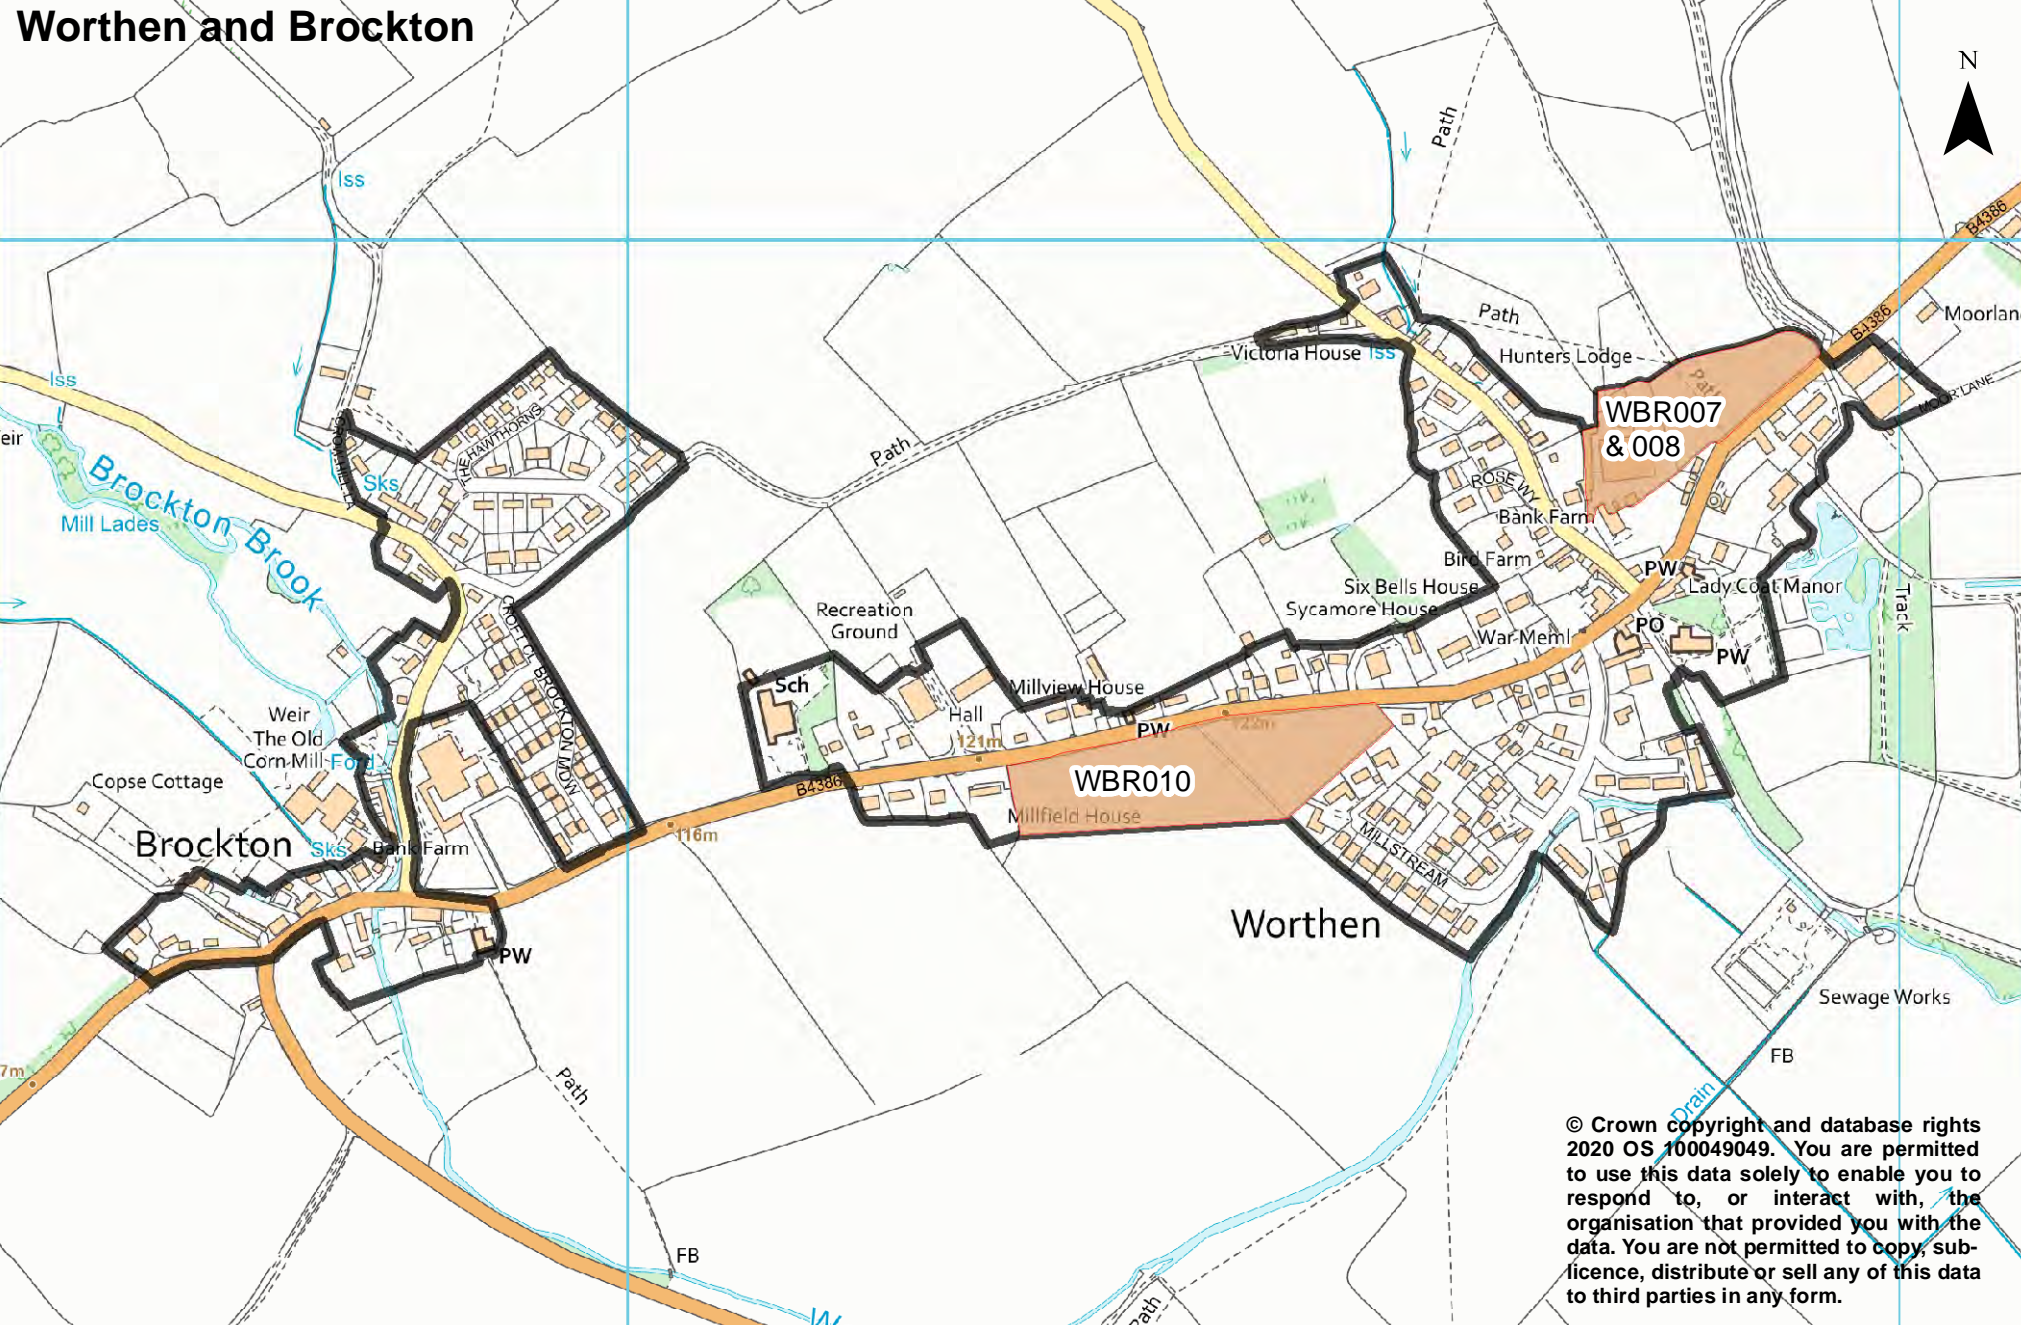 Worthen and Brockton
N
Iss
Path
B4386
Iss
Path
B4386
Moorlan
Victoria House
Iss
Hunters Lodge
Path
MOOR LANE
WBR007
& 008
eir
Brockton Brook
Mill Lades
Sks
THE HAWTHORNS
Path
ROSE WY
Bank Farm
Bird Farm
Six Bells House
Sycamore House
PW
Lady Coat Manor
Track
Recreation
Ground
War Meml
PO
PW
BROCKTON MDW
Sch
Millview House
Hall
121m
PW
122m
Weir
The Old
Corn Mill
Ford
Copse Cottage
B4386
WBR010
Millfield House
116m
Brockton
Sks
Bank Farm
MILLSTREAM
Worthen
PW
7m
Path
Sewage Works
FB
Drain
FB
W
Path
© Crown copyright and database rights
2020 OS 100049049. You are permitted
to use this data solely to enable you to
respond to, or interact with, the
organisation that provided you with the
data. You are not permitted to copy, sub-
licence, distribute or sell any of this data
to third parties in any form.